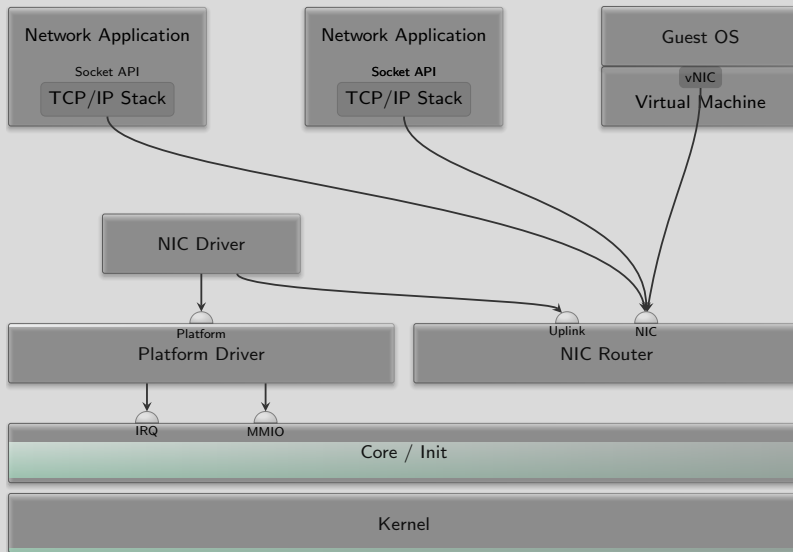 Network Application
Socket API
TCP/IP Stack
Network Application
Socket API
TCP/IP Stack
Guest OS
vNIC
Virtual Machine
NIC Driver
Platform
Platform Driver
Uplink
NIC
NIC Router
IRQ
MMIO
Core / Init
Kernel